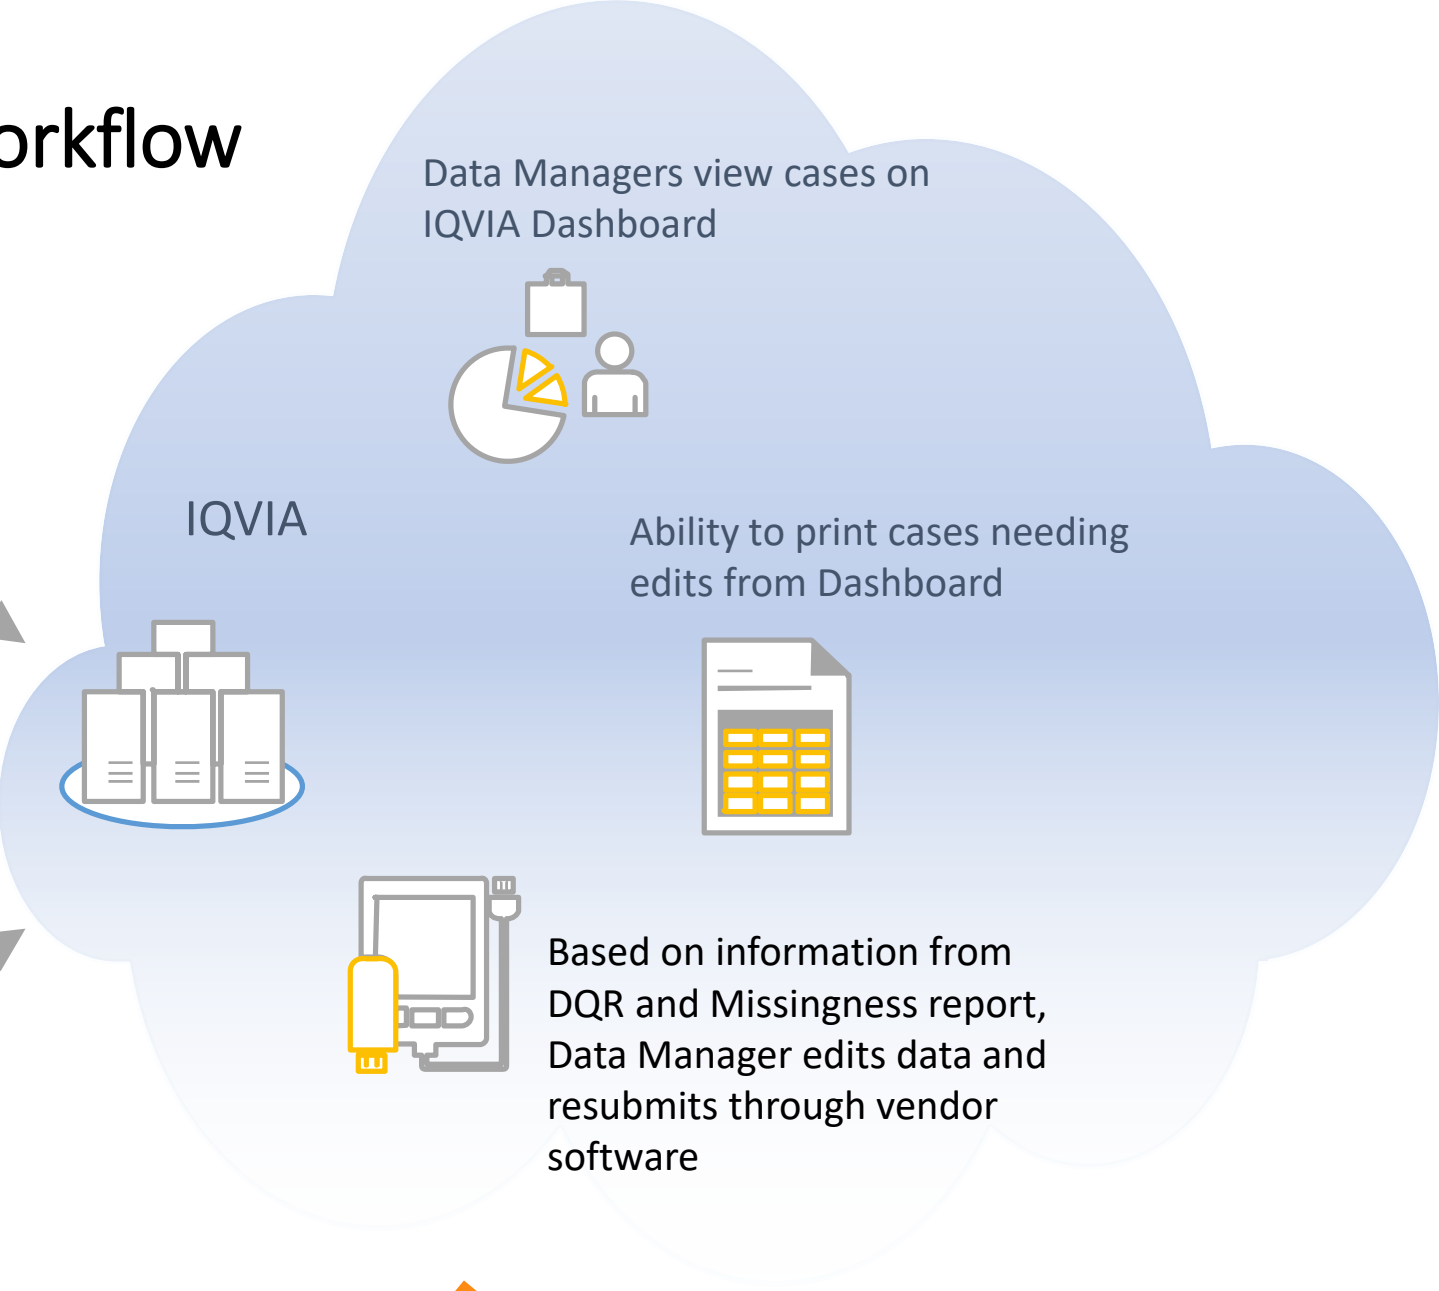 orkflow
Data Managers view cases on
IQVIA Dashboard
IQVIA
Ability to print cases needing
edits from Dashboard
Based on information from
DQR and Missingness report,
Data Manager edits data and
resubmits through vendor
software